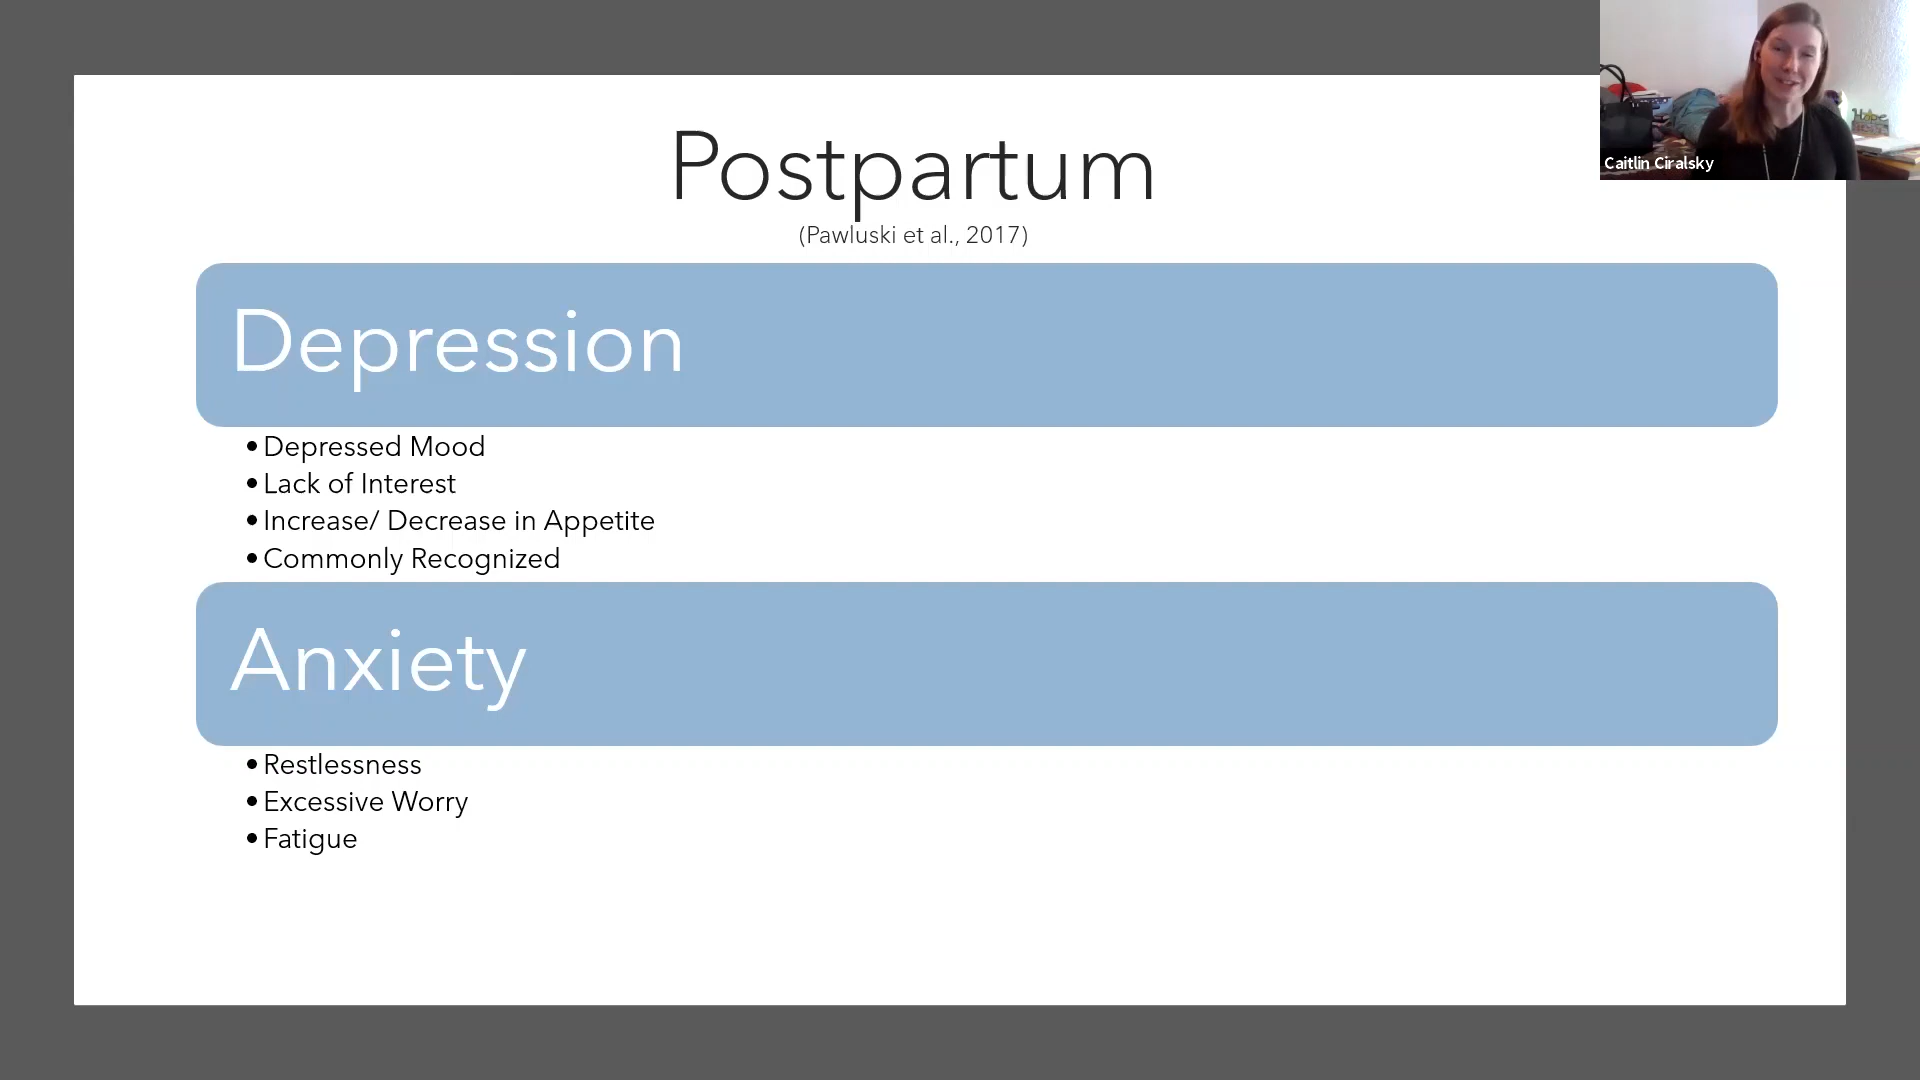 Postpartum
(Pawluski et al., 2017)
Depression
•Depressed Mood
•Lack of Interest
•Increase/ Decrease in Appetite
•Commonly Recognized
Anxiety
•Restlessness
•Excessive Worry
•Fatigue
Caitlin Ciralsky
Hope